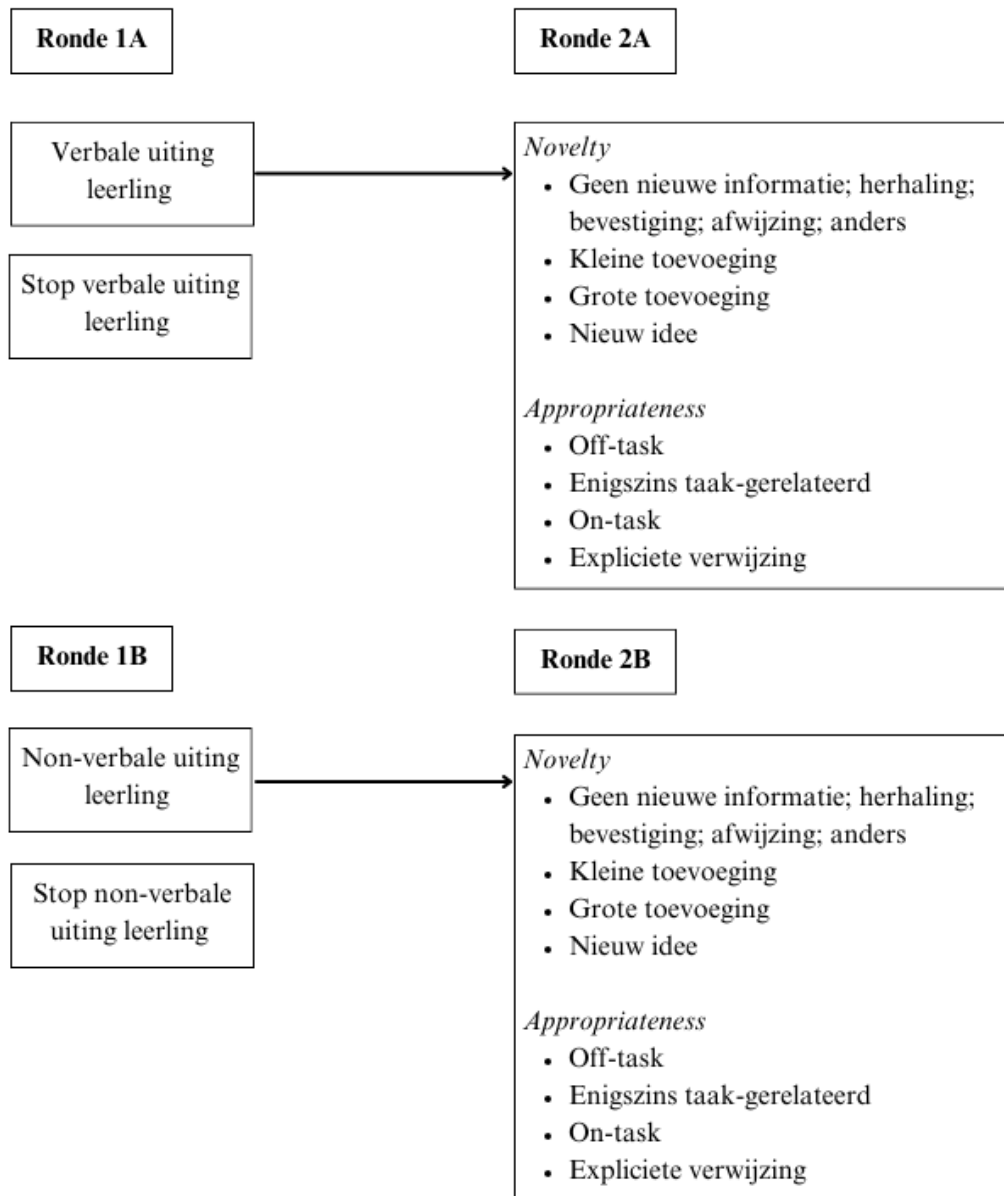 Ronde 1A
Ronde 2A
Verbale uiting
leerling
Stop verbale uiting
leerling
Novelty
• Geen nieuwe informatie; herhaling;
bevestiging; afwijzing; anders
• Kleine toevoeging
• Grote toevoeging
• Nieuw idee
Appropriateness
• Off-task
• Enigszins taak-gerelateerd
• On-task
• Expliciete verwijzing
Ronde 1B
Ronde 2B
Non-verbale uiting
leerling
Stop non-verbale
uiting leerling
Novelty
• Geen nieuwe informatie; herhaling;
bevestiging; afwijzing; anders
• Kleine toevoeging
• Grote toevoeging
• Nieuw idee
Appropriateness
• Off-task
• Enigszins taak-gerelateerd
• On-task
• Expliciete verwijzing